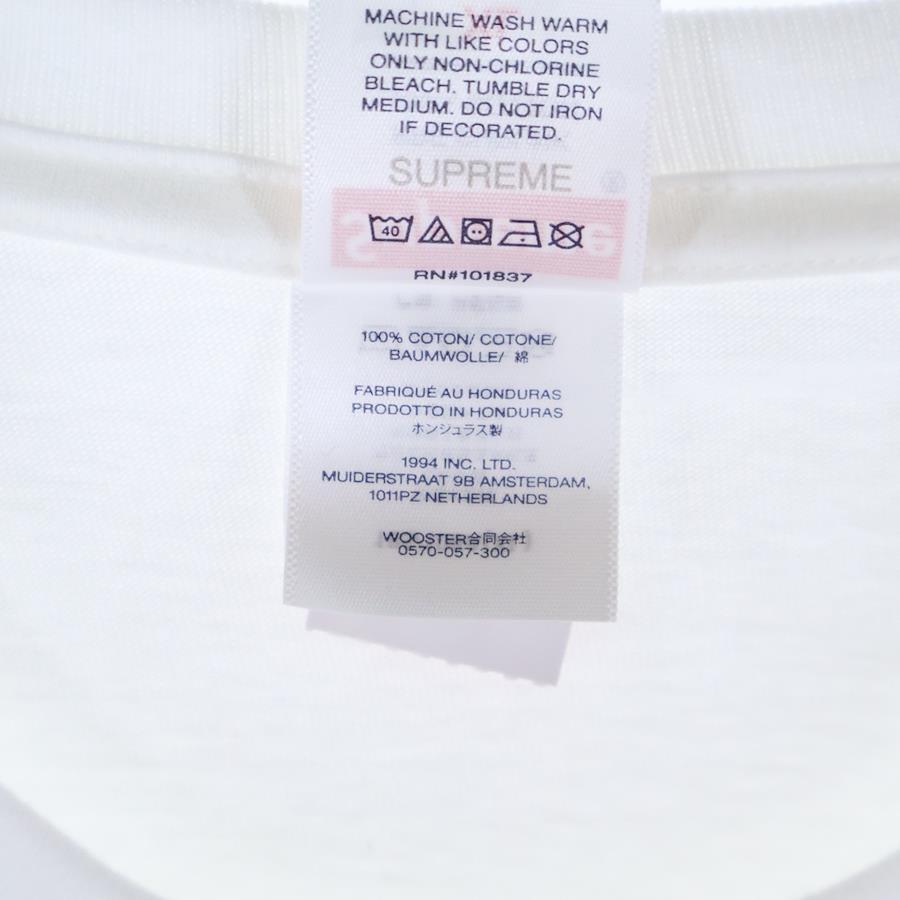 MACHINE WASH WARM
WITH LIKE COLORS
ONLY NON-CHLORINE
BLEACH. TUMBLE DRY
MEDIUM. DO NOT IRON
IF DECORATED.
SUPREME
40
RN#101837
100% COTON/ COTONE/
BAUMWOLLE/ 綿
FABRIQUÉ AU HONDURAS
PRODOTTO IN HONDURAS
ホンジュラス製
1994 INC. LTD.
MUIDERSTRAAT 9B AMSTERDAM,
1011PZ NETHERLANDS
WOOSTER合同会社
0570-057-300